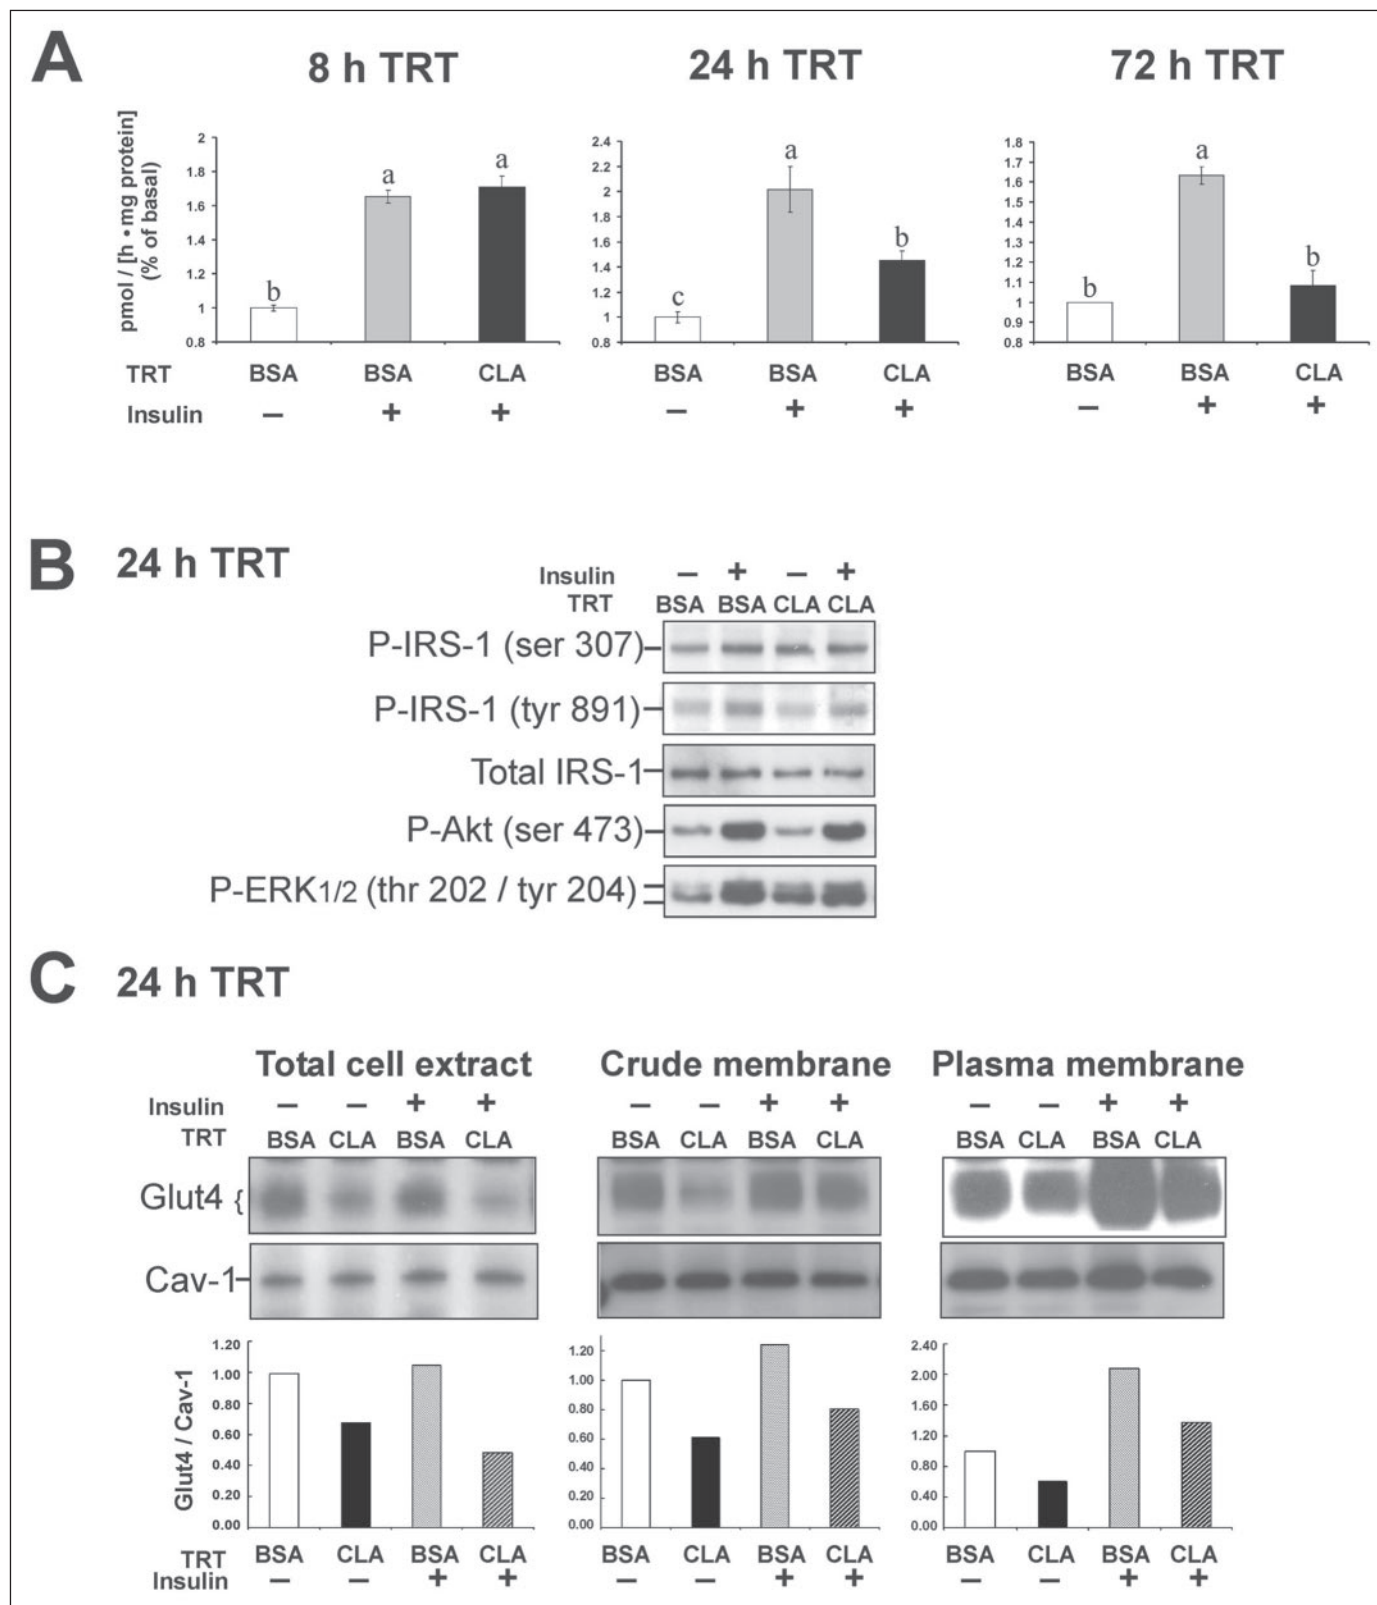 A
8 h TRT 24 h TRT 72 h TRT
pmol / [h • mg protein]
(% of basal)
2
1.8
1.6
1.4
1.2
1
0.8
b a a
2.4
2.2
2
1.8
1.6
1.4
1.2
1
0.8
c a b
1.8
1.7
1.6
1.5
1.4
1.3
1.2
1.1
1
0.9
0.8
b a b
TRT BSA BSA CLA BSA BSA CLA BSA BSA CLA
Insulin – + + – + + – + +
B 24 h TRT
Insulin – + – +
TRT BSA BSA CLA CLA
P-IRS-1 (ser 307)
P-IRS-1 (tyr 891)
Total IRS-1
P-Akt (ser 473)
P-ERK1/2 (thr 202 / tyr 204)
C 24 h TRT
Total cell extract Crude membrane Plasma membrane
Insulin – – + + – – + + – – + +
TRT BSA CLA BSA CLA BSA CLA BSA CLA BSA CLA BSA CLA
Glut4 {
Cav-1
Glut4 / Cav-1
1.20
1.00
0.80
0.60
0.40
0.20
0.00
1.20
1.00
0.80
0.60
0.40
0.20
0.00
2.40
2.00
1.60
1.20
0.80
0.40
0.00
TRT BSA CLA BSA CLA BSA CLA BSA CLA BSA CLA BSA CLA
Insulin – – + + – – + + – – + +